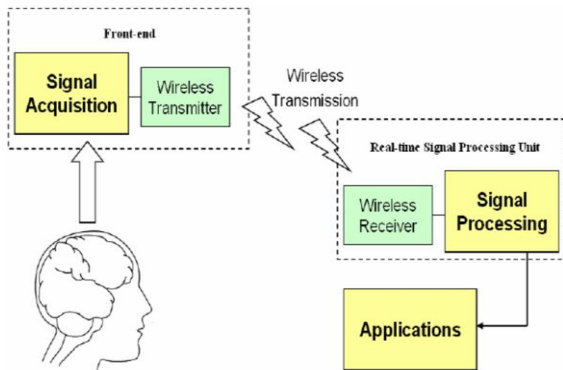 Front-end
Signal
Acquisition
Wireless
Transmitter
Wireless
Transmission
Real-time Signal Processing Unit
Wireless
Receiver
Signal
Processing
Applications